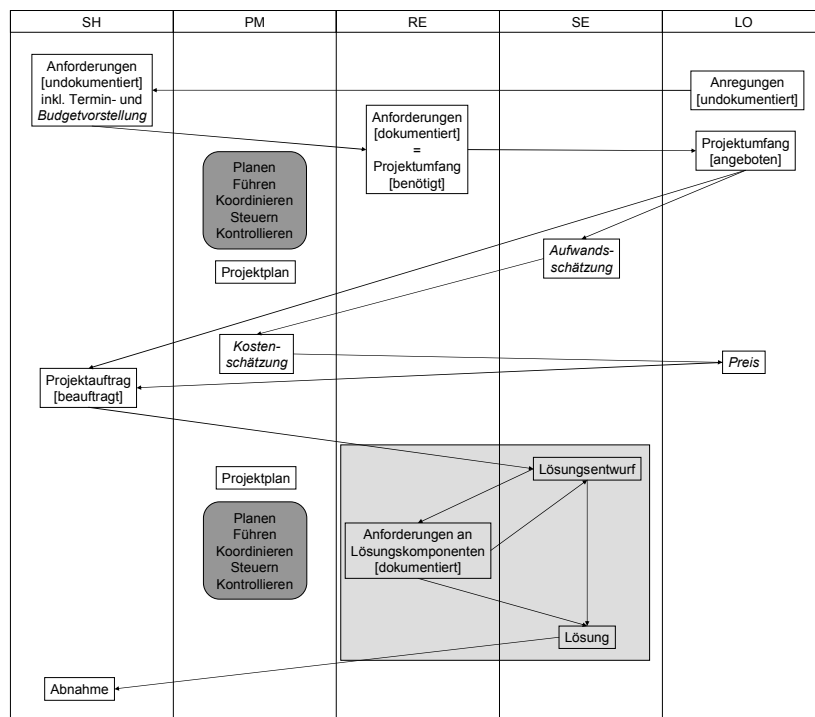 SH
PM
RE
SE
LO
Anforderungen
[undokumentiert]
inkl. Termin- und
Budgetvorstellung
Anregungen
[undokumentiert]
Anforderungen
[dokumentiert]
=
Projektumfang
[benötigt]
Projektumfang
[angeboten]
Planen
Führen
Koordinieren
Steuern
Kontrollieren
Projektplan
Aufwands-
schätzung
Kosten-
schätzung
Preis
Projektauftrag
[beauftragt]
Projektplan
Lösungsentwurf
Planen
Führen
Koordinieren
Steuern
Kontrollieren
Anforderungen an
Lösungskomponenten
[dokumentiert]
Lösung
Abnahme